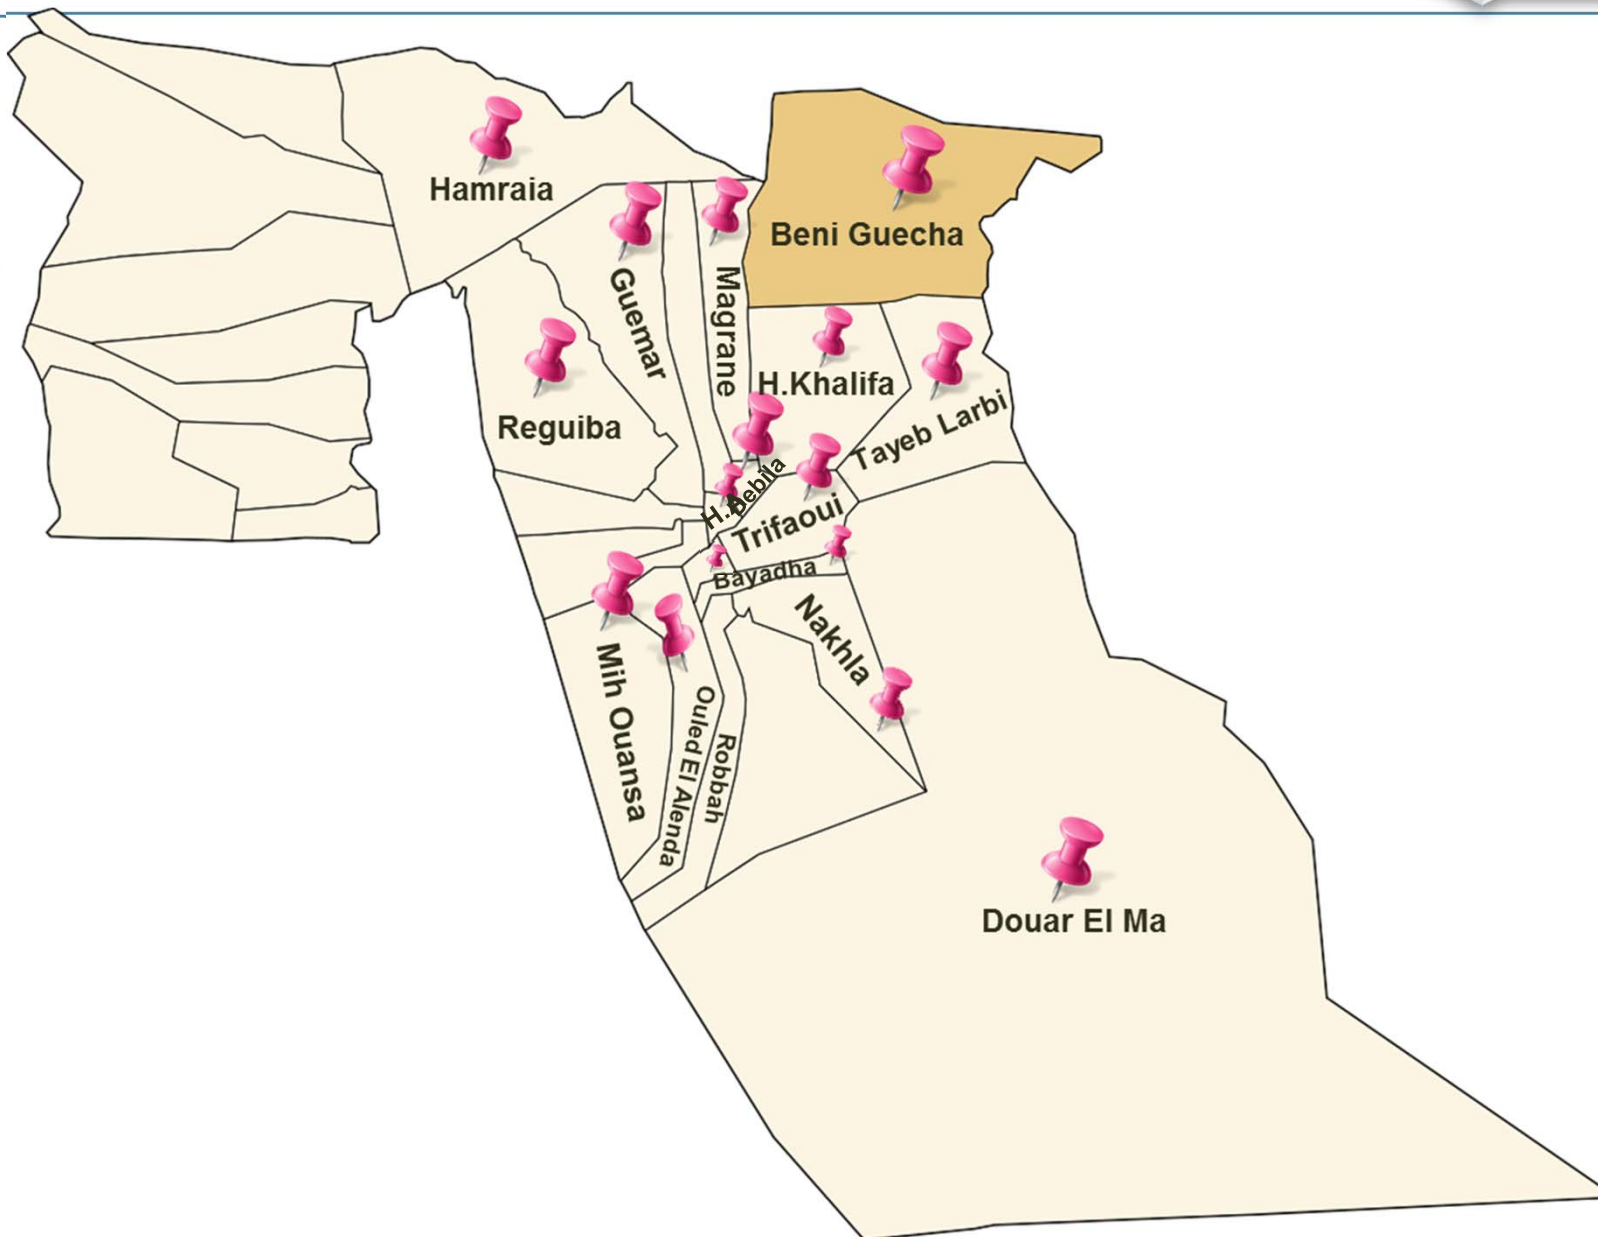 Hamraia
Beni Guecha
Guemar
Magrane
H.Khalifa
Tayeb Larbi
Reguiba
Debila
H.A
Trifaoui
Bayadha
Nakhla
Mih Ouansa
Ouled El Alenda
Robbah
Douar El Ma